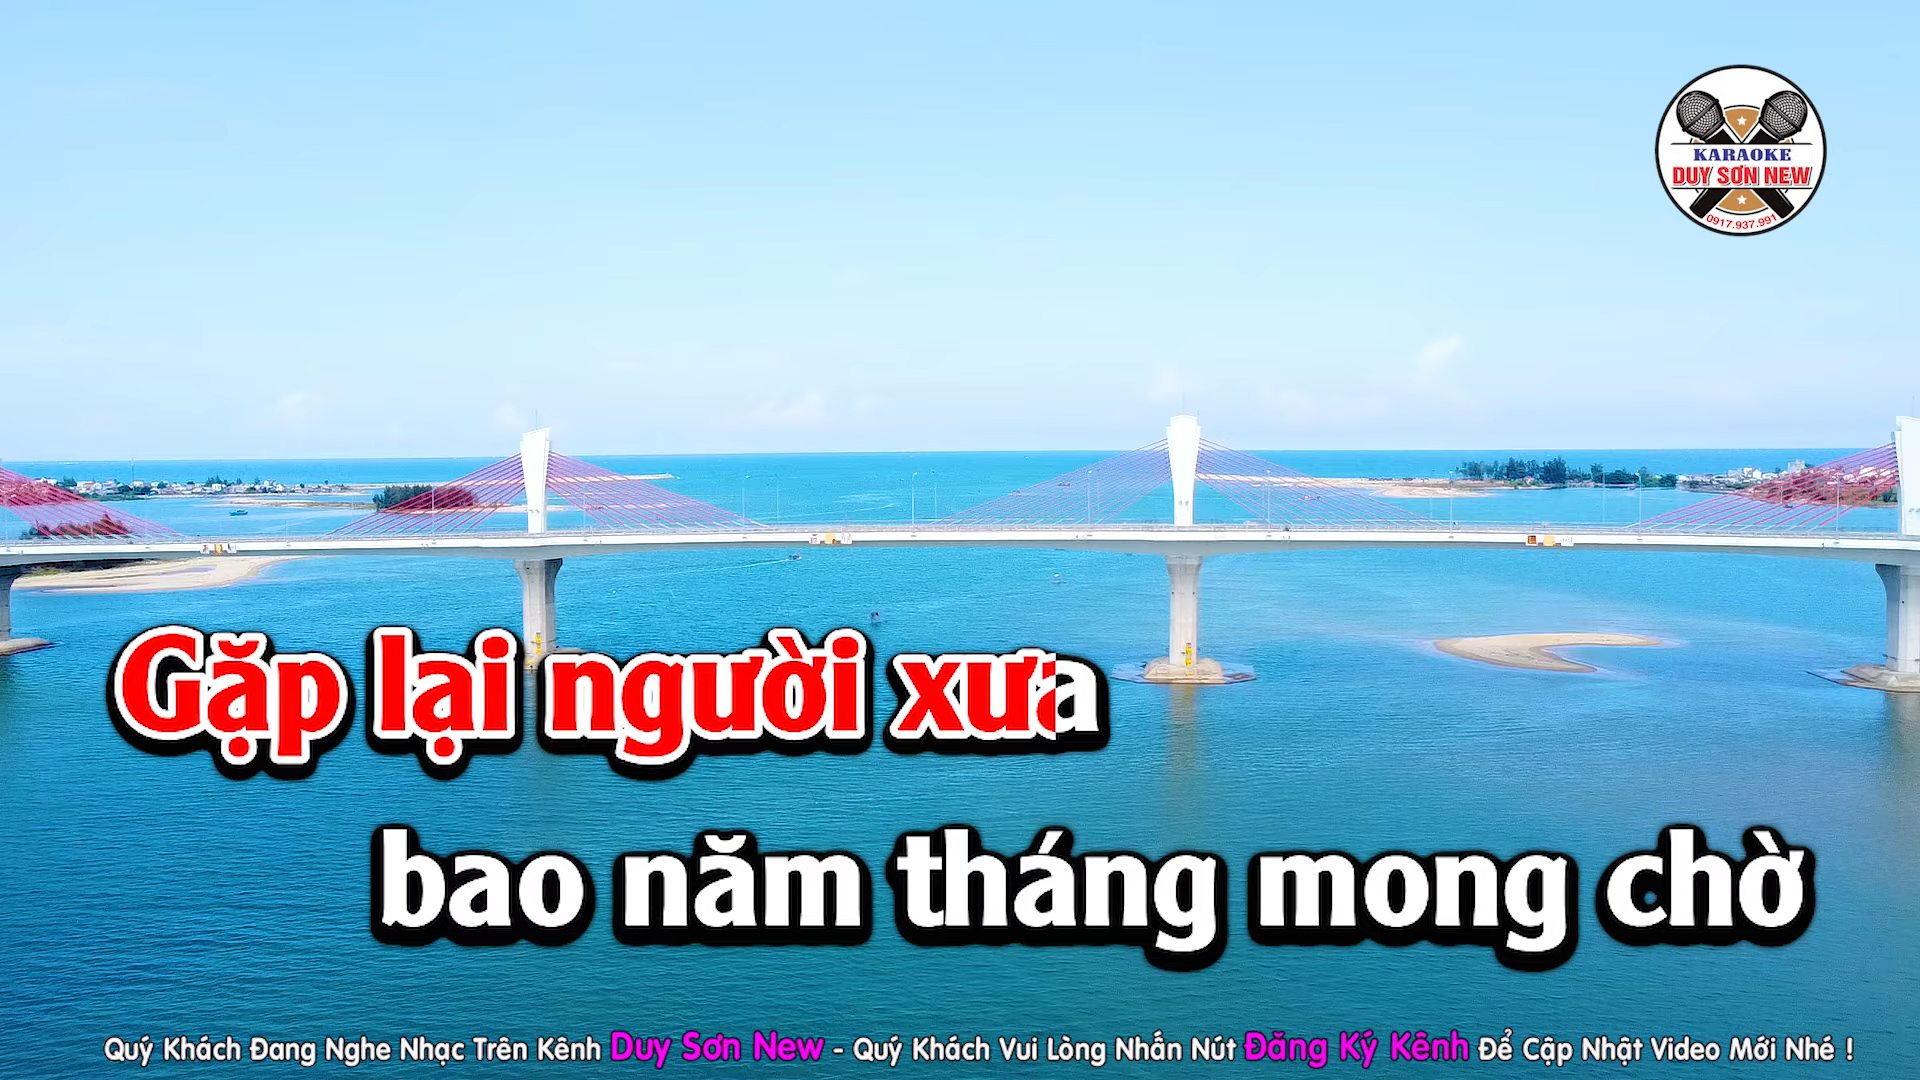 KARAOKE
DUY SƠN NEW
0917.937.991
Gặp lại người xưa
bao năm tháng mong chờ
Quý Khách Đang Nghe Nhạc Trên Kênh Duy Sơn New - Quý Khách Vui Lòng Nhấn Nút Đăng Ký Kênh Để Cập Nhật Video Mới Nhé !